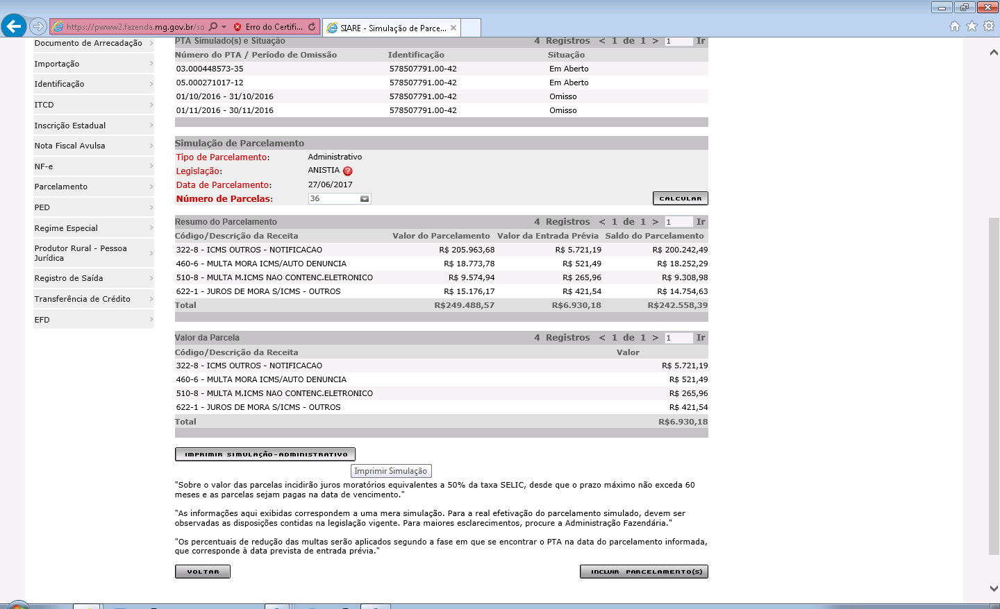 https://pwww2.fazenda.mg.gov.br/so
Erro do Certifi...
SIARE - Simulação de Parce...
Documento de Arrecadação
Importação
Identificação
ITCD
Inscrição Estadual
Nota Fiscal Avulsa
NF-e
Parcelamento
PED
Regime Especial
Produtor Rural - Pessoa
Jurídica
Registro de Saída
Transferência de Crédito
EFD
PTA Simulado(s) e Situação 4 Registros < 1 de 1 > 1 Ir
Número do PTA / Período de Omissão Identificação Situação
03.000448573-35 578507791.00-42 Em Aberto
05.000271017-12 578507791.00-42 Em Aberto
01/10/2016 - 31/10/2016 578507791.00-42 Omisso
01/11/2016 - 30/11/2016 578507791.00-42 Omisso
Simulação de Parcelamento
Tipo de Parcelamento: Administrativo
Legislação: ANISTIA ?
Data de Parcelamento: 27/06/2017
Número de Parcelas: 36
CALCULAR
Resumo do Parcelamento 4 Registros < 1 de 1 > 1 Ir
Código/Descrição da Receita Valor do Parcelamento Valor da Entrada Prévia Saldo do Parcelamento
322-8 - ICMS OUTROS - NOTIFICACAO R$ 205.963,68 R$ 5.721,19 R$ 200.242,49
460-6 - MULTA MORA ICMS/AUTO DENUNCIA R$ 18.773,78 R$ 521,49 R$ 18.252,29
510-8 - MULTA M.ICMS NAO CONTENC.ELETRONICO R$ 9.574,94 R$ 265,96 R$ 9.308,98
622-1 - JUROS DE MORA S/ICMS - OUTROS R$ 15.176,17 R$ 421,54 R$ 14.754,63
Total R$249.488,57 R$6.930,18 R$242.558,39
Valor da Parcela 4 Registros < 1 de 1 > 1 Ir
Código/Descrição da Receita Valor
322-8 - ICMS OUTROS - NOTIFICACAO R$ 5.721,19
460-6 - MULTA MORA ICMS/AUTO DENUNCIA R$ 521,49
510-8 - MULTA M.ICMS NAO CONTENC.ELETRONICO R$ 265,96
622-1 - JUROS DE MORA S/ICMS - OUTROS R$ 421,54
Total R$6.930,18
IMPRIMIR SIMULAÇÃO-ADMINISTRATIVO
Imprimir Simulação
"Sobre o valor das parcelas incidirão juros moratórios equivalentes a 50% da taxa SELIC, desde que o prazo máximo não exceda 60
meses e as parcelas sejam pagas na data de vencimento."
"As informações aqui exibidas correspondem a uma mera simulação. Para a real efetivação do parcelamento simulado, devem ser
observadas as disposições contidas na legislação vigente. Para maiores esclarecimentos, procure a Administração Fazendária."
"Os percentuais de redução das multas serão aplicados segundo a fase em que se encontrar o PTA na data do parcelamento informada,
que corresponde à data prevista de entrada prévia."
VOLTAR
INCLUIR PARCELAMENTO(S)